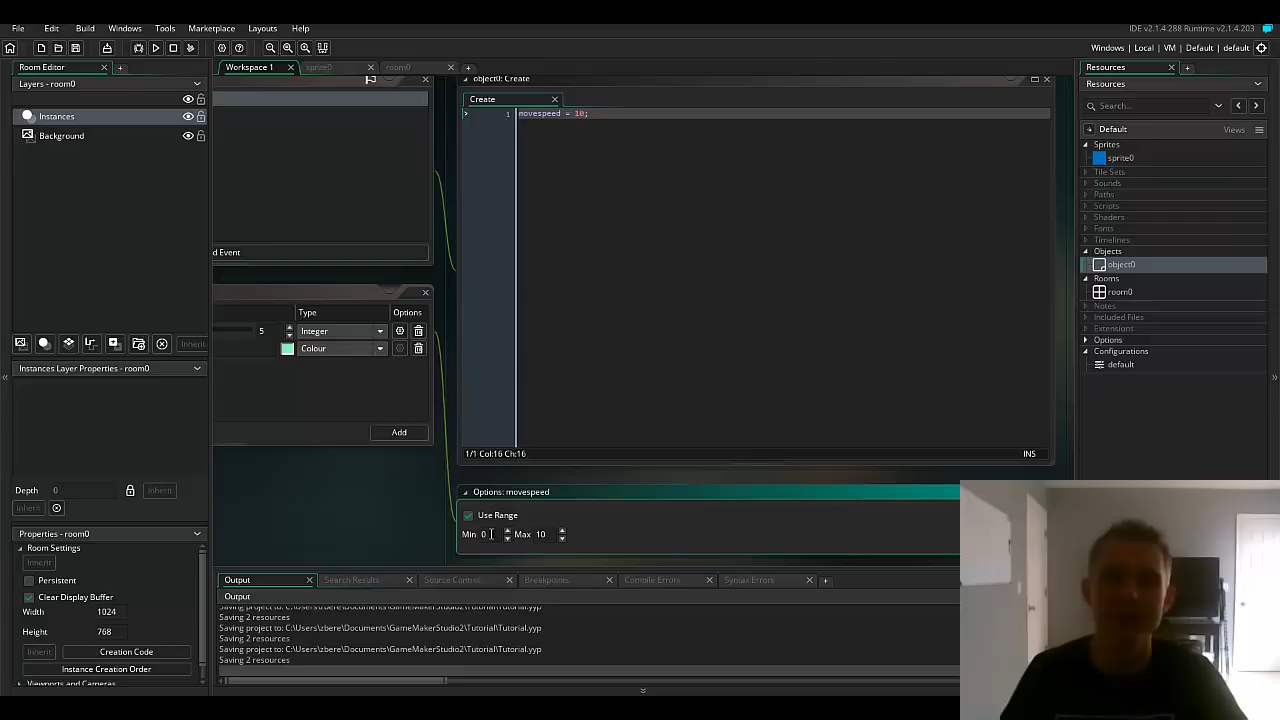 File Edit Build Windows Tools Marketplace Layouts Help
IDE v2.1.4.288 Runtime v2.1.4.203
Windows | Local | VM | Default | default
Room Editor
Workspace 1
sprite0
room0
Resources
Layers - room0
object0: Create
Resources
Create
Instances
1 movespeed = 10;
Search...
Background
Default
Views
Sprites
sprite0
Tile Sets
Sounds
Paths
Scripts
Shaders
Fonts
Timelines
d Event
Objects
object0
Rooms
room0
Notes
Included Files
Extensions
Options
Configurations
default
Type Options
5 Integer
Colour
Inherit
Instances Layer Properties - room0
Add
1/1 Col:16 Ch:16
INS
Depth 0
Inherit
Inherit
Options: movespeed
Use Range
Min 0 Max 10
Properties - room0
Room Settings
Inherit
Persistent
Clear Display Buffer
Width 1024
Height 768
Inherit
Creation Code
Instance Creation Order
Viewports and Cameras
Output
Search Results
Source Control
Breakpoints
Compile Errors
Syntax Errors
Output
Saving project to: C:\Users\zbere\Documents\GameMakerStudio2\Tutorial\Tutorial.yyp
Saving 2 resources
Saving project to: C:\Users\zbere\Documents\GameMakerStudio2\Tutorial\Tutorial.yyp
Saving 2 resources
Saving project to: C:\Users\zbere\Documents\GameMakerStudio2\Tutorial\Tutorial.yyp
Saving 2 resources